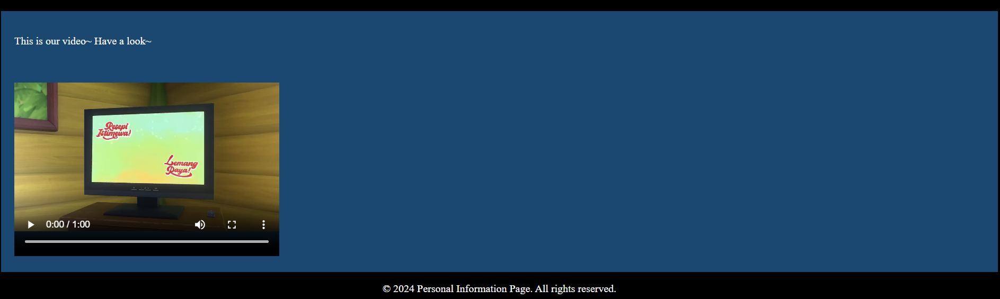 This is our video~ Have a look~
Resepi
Istimewa!
Lemang
Raya!
0:00 / 1:00
© 2024 Personal Information Page. All rights reserved.